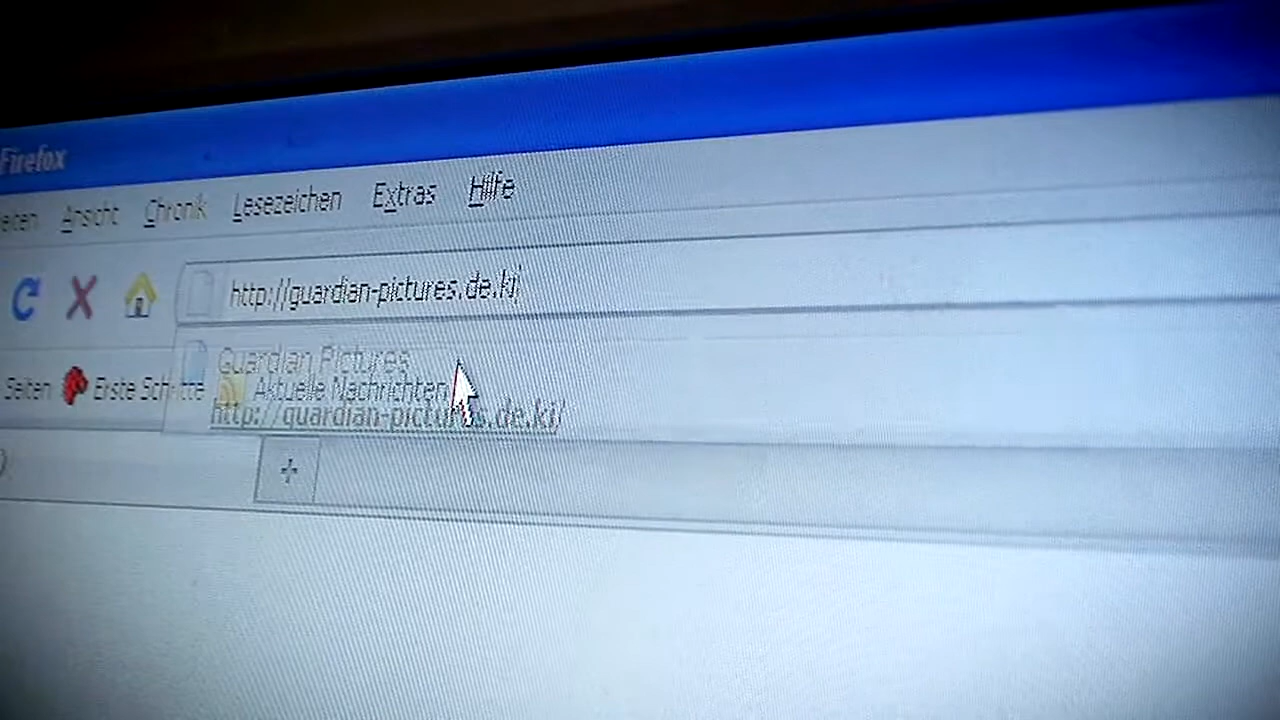 Firefox
Ansicht Chronik Lesezeichen Extras Hilfe
http://guardian-pictures.de.ki/
Guardian Pictures
Seiten Erste Schritte Aktuelle Nachrichten
http://guardian-pictures.de.ki/